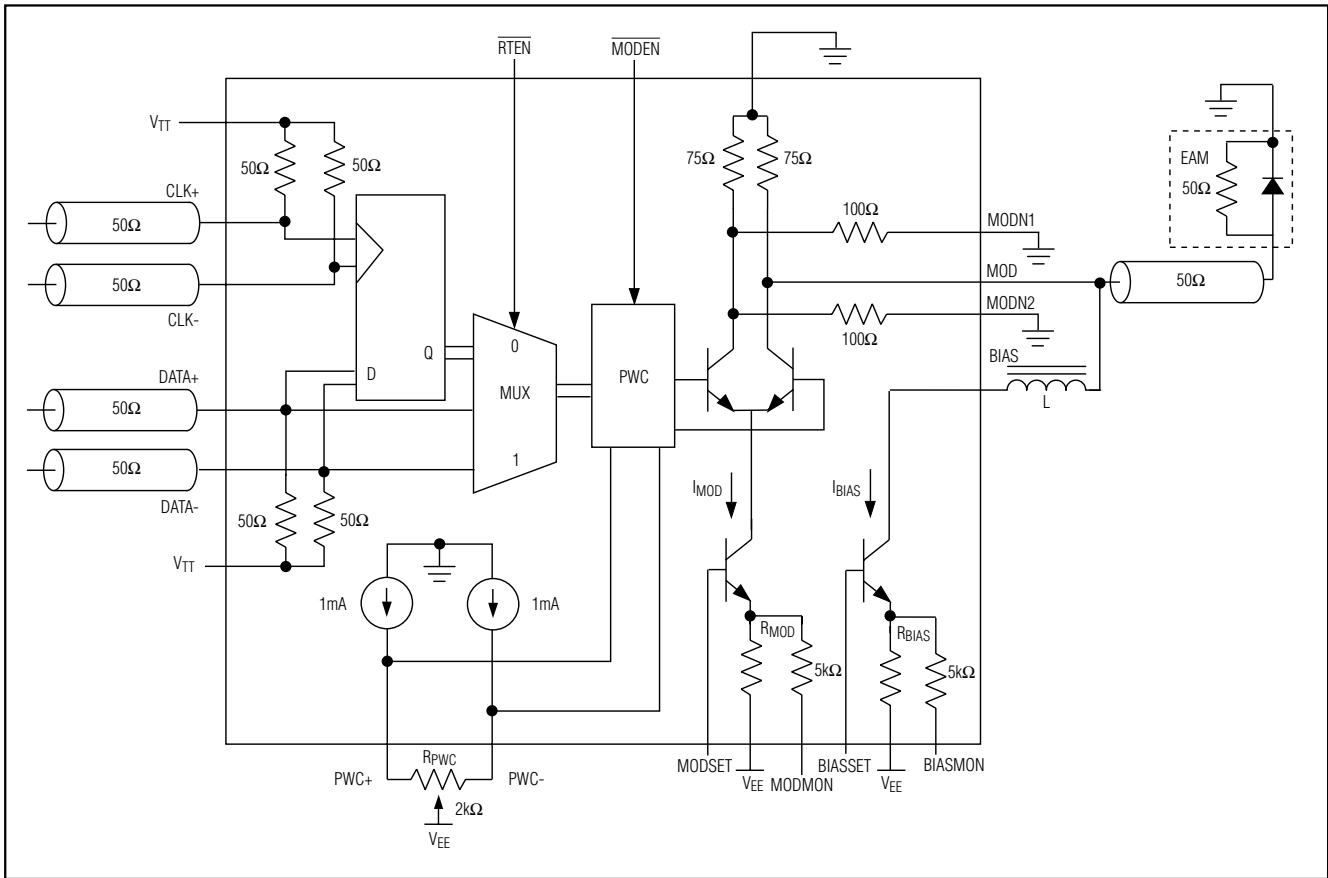 RTEN
MODEN
VTT
50Ω
50Ω
75Ω
75Ω
EAM
50Ω
CLK+
50Ω
100Ω
MODN1
MOD
50Ω
50Ω
CLK-
MODN2
100Ω
0
Q
PWC
BIAS
DATA+
D
MUX
50Ω
L
50Ω
1
DATA-
IMOD
IBIAS
50Ω
50Ω
VTT
1mA
1mA
RMOD
RBIAS
5kΩ
5kΩ
RPWC
PWC+
PWC-
MODSET
BIASSET
BIASMON
VEE
MODMON
VEE
2kΩ
VEE